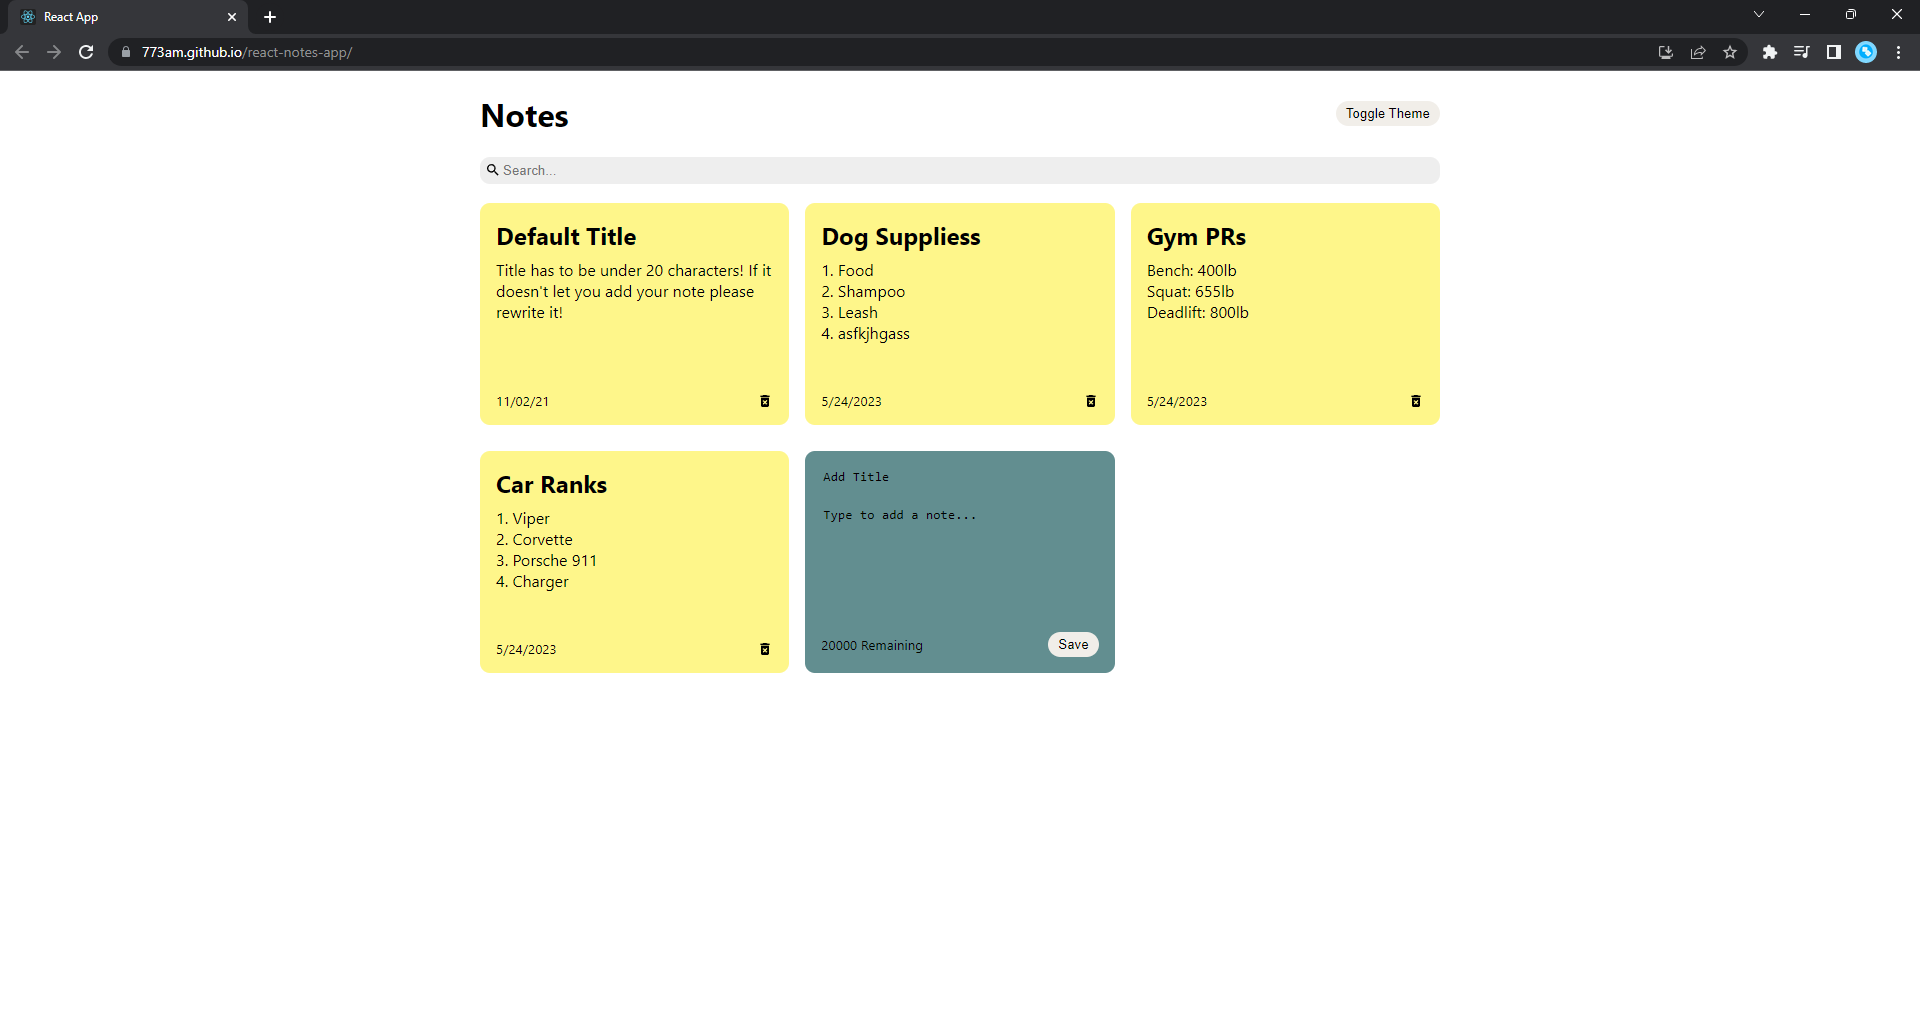 React App
773am.github.io/react-notes-app/
Notes
Toggle Theme
Search...
Default Title
Title has to be under 20 characters! If it
doesn't let you add your note please
rewrite it!
11/02/21
Dog Suppliess
1. Food
2. Shampoo
3. Leash
4. asfkjhgass
5/24/2023
Gym PRs
Bench: 400lb
Squat: 655lb
Deadlift: 800lb
5/24/2023
Car Ranks
1. Viper
2. Corvette
3. Porsche 911
4. Charger
5/24/2023
Add Title
Type to add a note...
20000 Remaining
Save